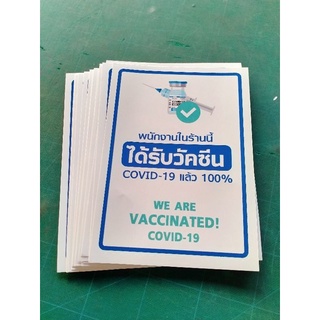 พนักงานในร้านนี้
ได้รับวัคซีน
COVID-19 แล้ว 100%
WE ARE
VACCINATED!
COVID-19